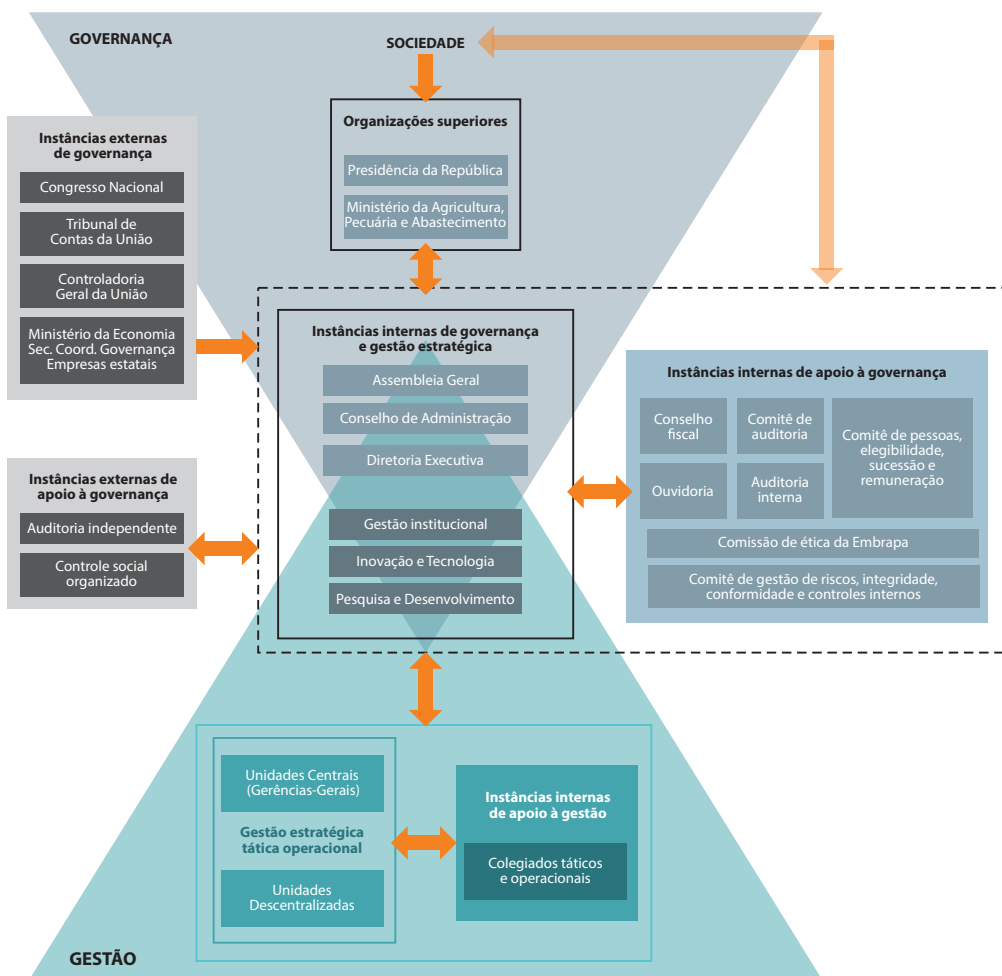 GOVERNANÇA
SOCIEDADE
Organizações superiores
Presidência da República
Ministério da Agricultura,
Pecuária e Abastecimento
Instâncias externas
de governança
Congresso Nacional
Tribunal de
Contas da União
Controladoria
Geral da União
Ministério da Economia
Sec. Coord. Governança
Empresas estatais
Instâncias externas de
apoio à governança
Auditoria independente
Controle social
organizado
Instâncias internas de governança
e gestão estratégica
Assembleia Geral
Conselho de Administração
Diretoria Executiva
Gestão institucional
Inovação e Tecnologia
Pesquisa e Desenvolvimento
Instâncias internas de apoio à governança
Conselho
fiscal
Comitê de
auditoria
Comitê de pessoas,
elegibilidade,
sucessão e
remuneração
Ouvidoria
Auditoria
interna
Comissão de ética da Embrapa
Comitê de gestão de riscos, integridade,
conformidade e controles internos
Unidades Centrais
(Gerências-Gerais)
Gestão estratégica
tática operacional
Unidades
Descentralizadas
Instâncias internas
de apoio à gestão
Colegiados táticos
e operacionais
GESTÃO